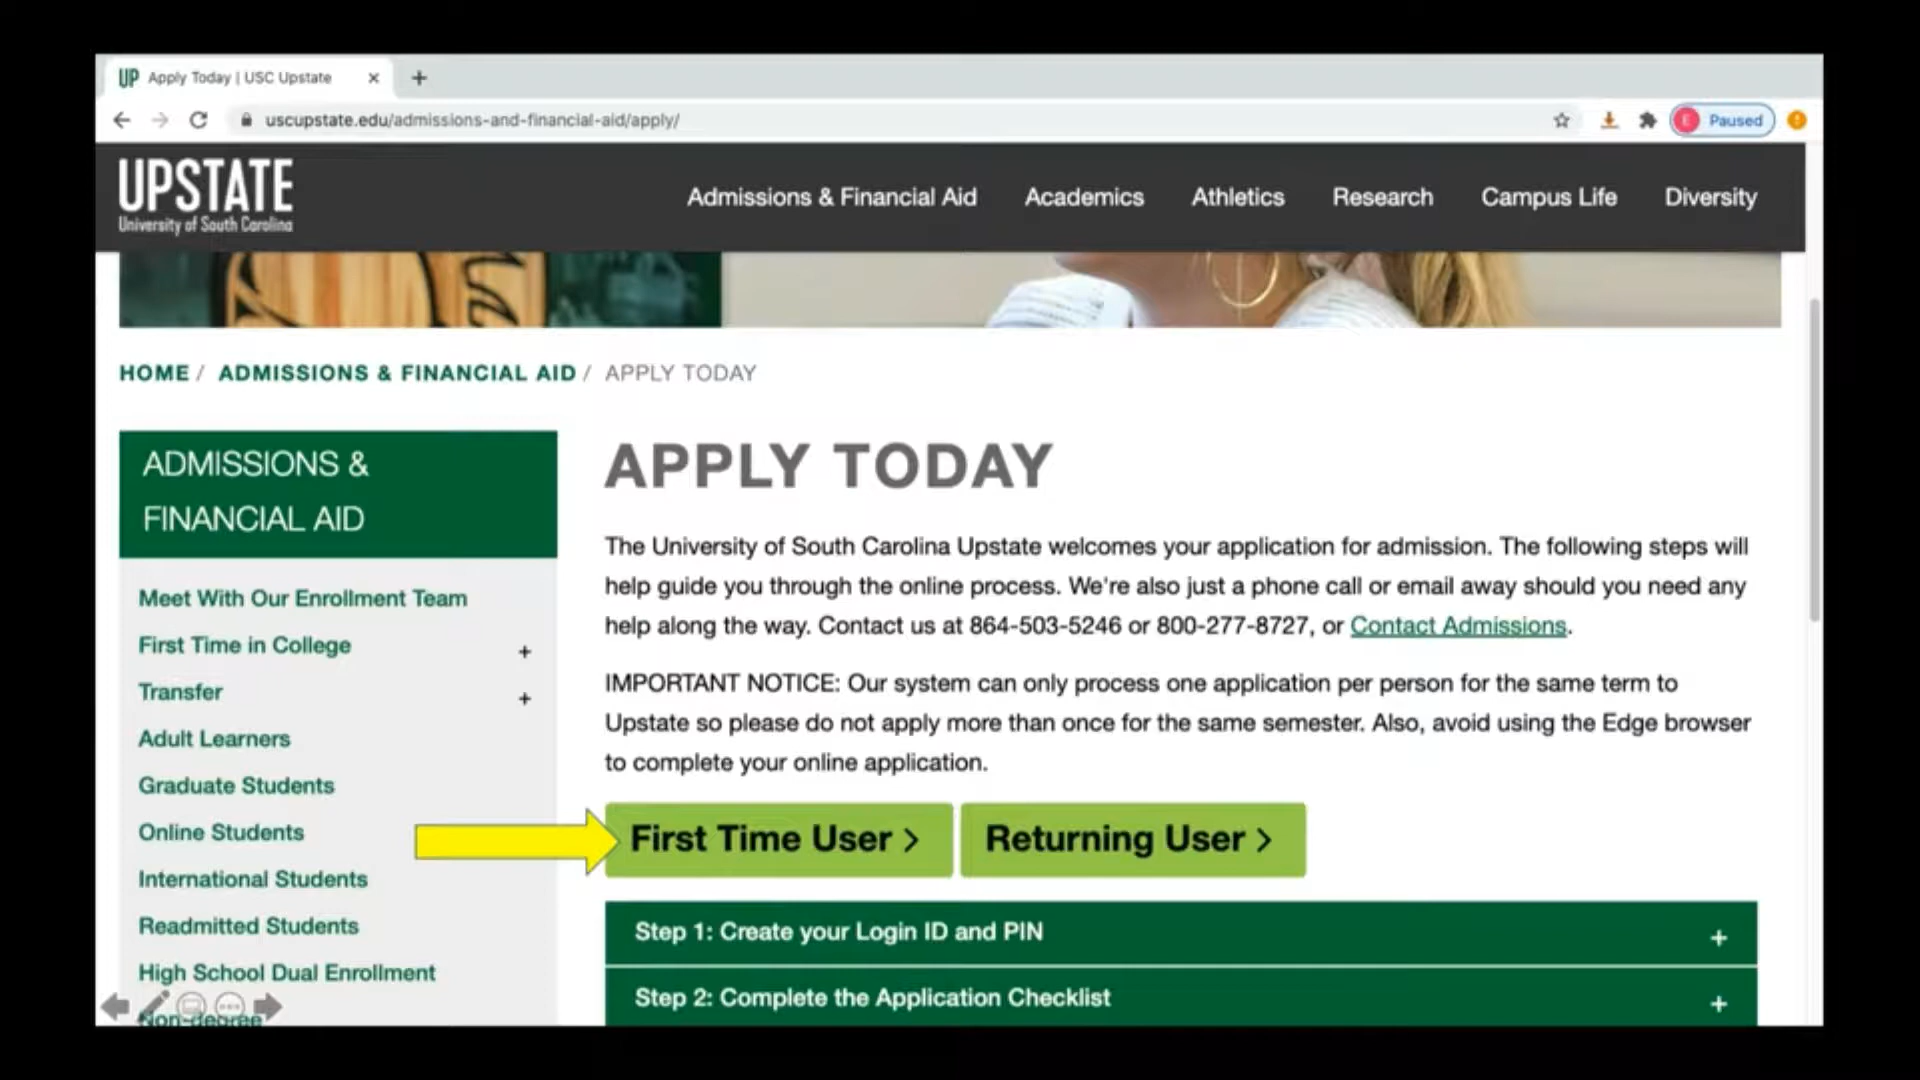 UP Apply Today | USC Upstate
uscupstate.edu/admissions-and-financial-aid/apply/
E Paused
UPSTATE
University of South Carolina
Admissions & Financial Aid Academics Athletics Research Campus Life Diversity
HOME / ADMISSIONS & FINANCIAL AID / APPLY TODAY
ADMISSIONS &
FINANCIAL AID
Meet With Our Enrollment Team
First Time in College +
Transfer +
Adult Learners
Graduate Students
Online Students
International Students
Readmitted Students
High School Dual Enrollment
Non-degree
APPLY TODAY
The University of South Carolina Upstate welcomes your application for admission. The following steps will
help guide you through the online process. We're also just a phone call or email away should you need any
help along the way. Contact us at 864-503-5246 or 800-277-8727, or Contact Admissions.
IMPORTANT NOTICE: Our system can only process one application per person for the same term to
Upstate so please do not apply more than once for the same semester. Also, avoid using the Edge browser
to complete your online application.
First Time User > Returning User >
Step 1: Create your Login ID and PIN +
Step 2: Complete the Application Checklist +